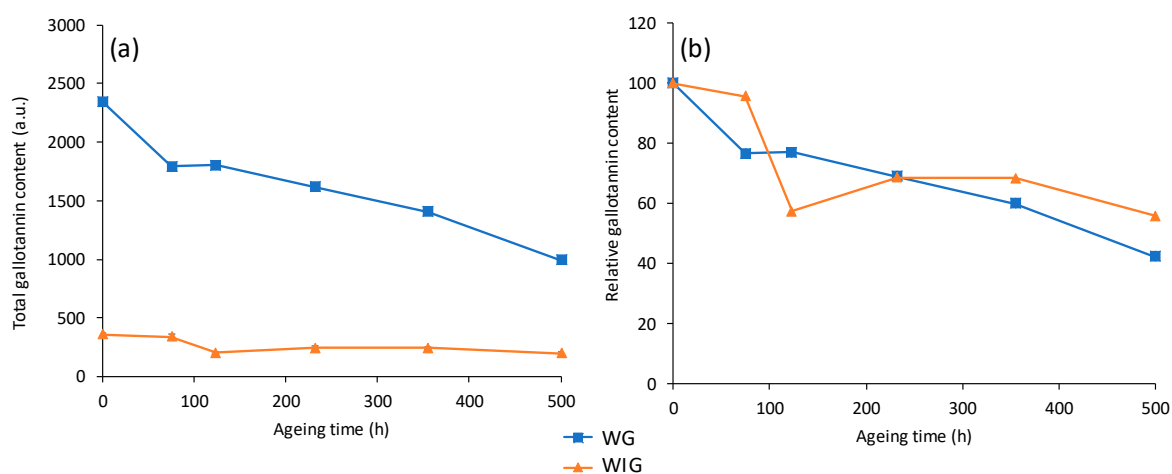 (a)
Total gallotannin content (a.u.)
3000
2500
2000
1500
1000
500
0
0 100 200 300 400 500
Ageing time (h)
(b)
Relative gallotannin content
120
100
80
60
40
20
0
0 100 200 300 400 500
Ageing time (h)
WG
WIG